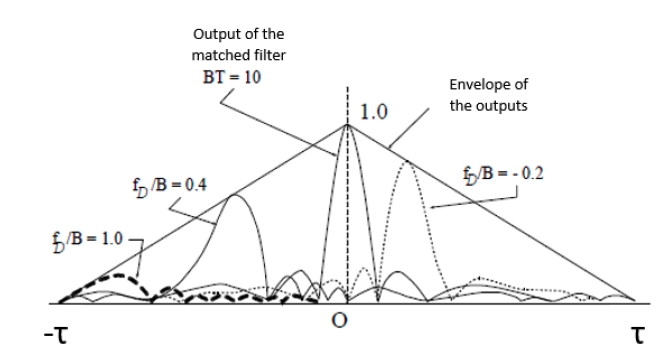 Output of the
matched filter
BT = 10
1.0
Envelope of
the outputs
f_D/B = 0.4
f_D/B = - 0.2
f_D/B = 1.0
O
-τ
τ